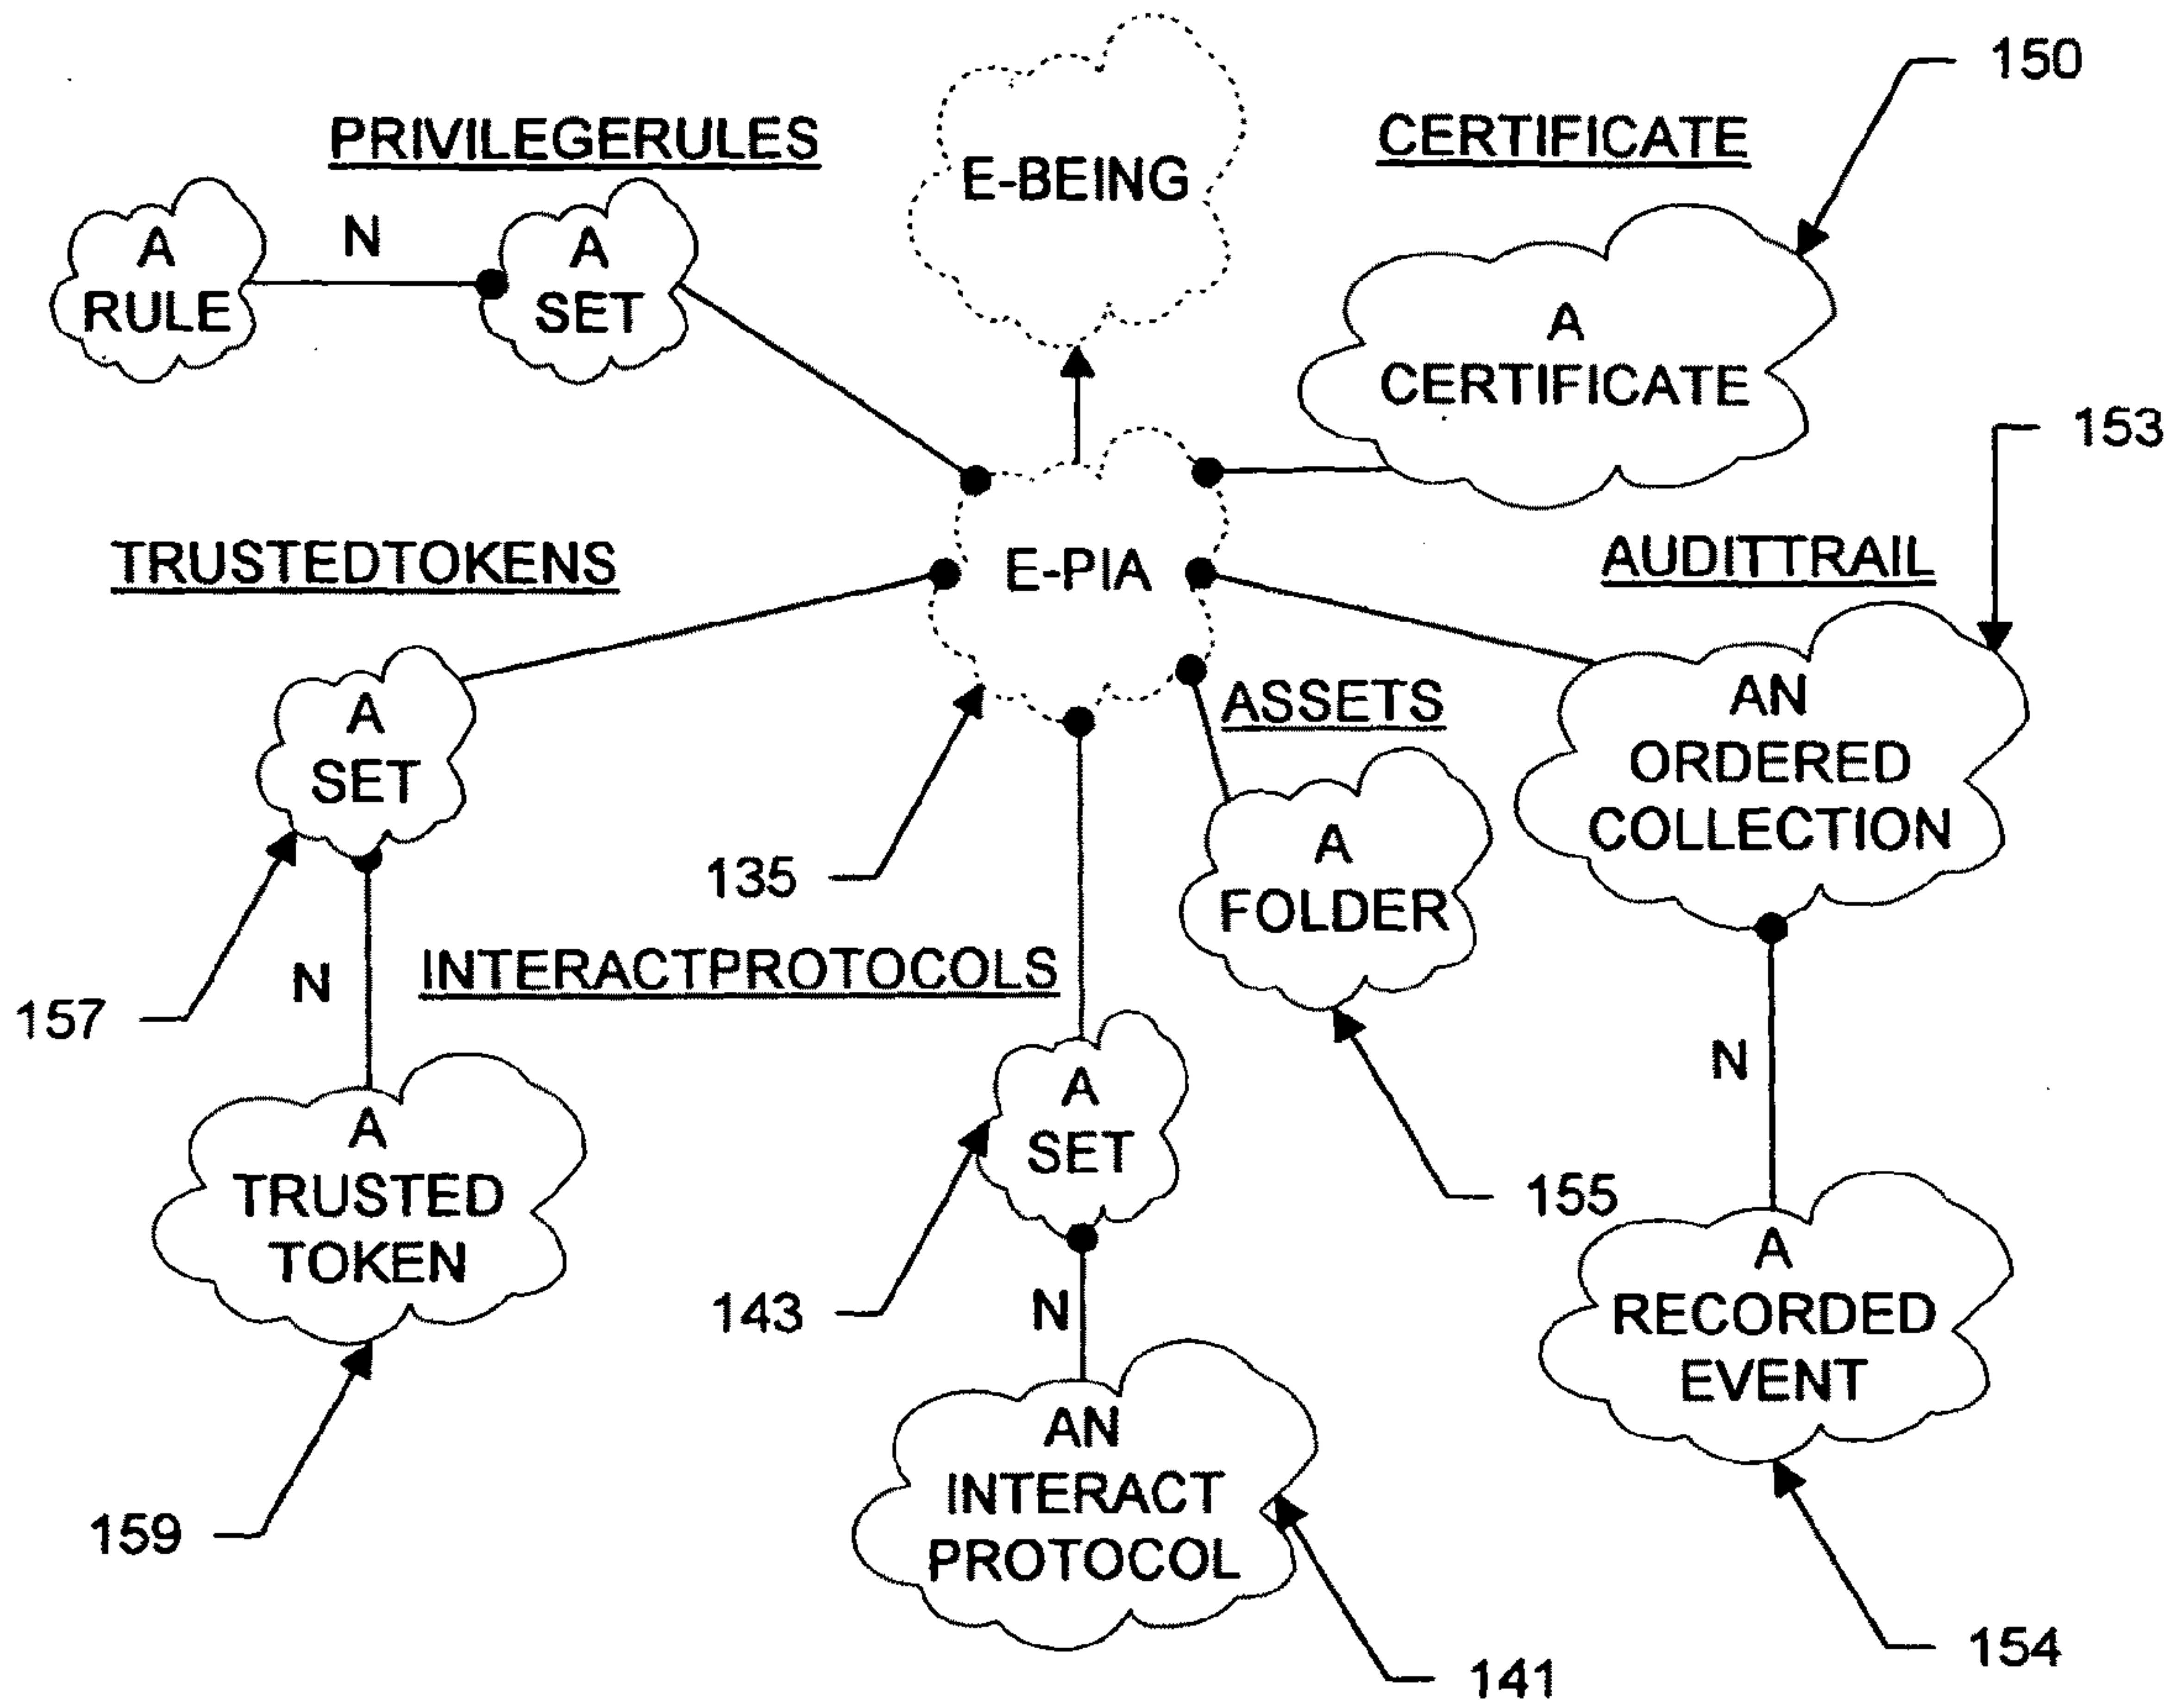 150
PRIVILEGERULES
CERTIFICATE
E-BEING
A
RULE
N
A
SET
A
CERTIFICATE
153
TRUSTEDTOKENS
E-PIA
AUDITTRAIL
ASSETS
A
SET
AN
ORDERED
COLLECTION
135
A
FOLDER
INTERACTPROTOCOLS
157
N
N
A
SET
A
TRUSTED
TOKEN
155
143
N
A
RECORDED
EVENT
AN
INTERACT
PROTOCOL
159
154
141